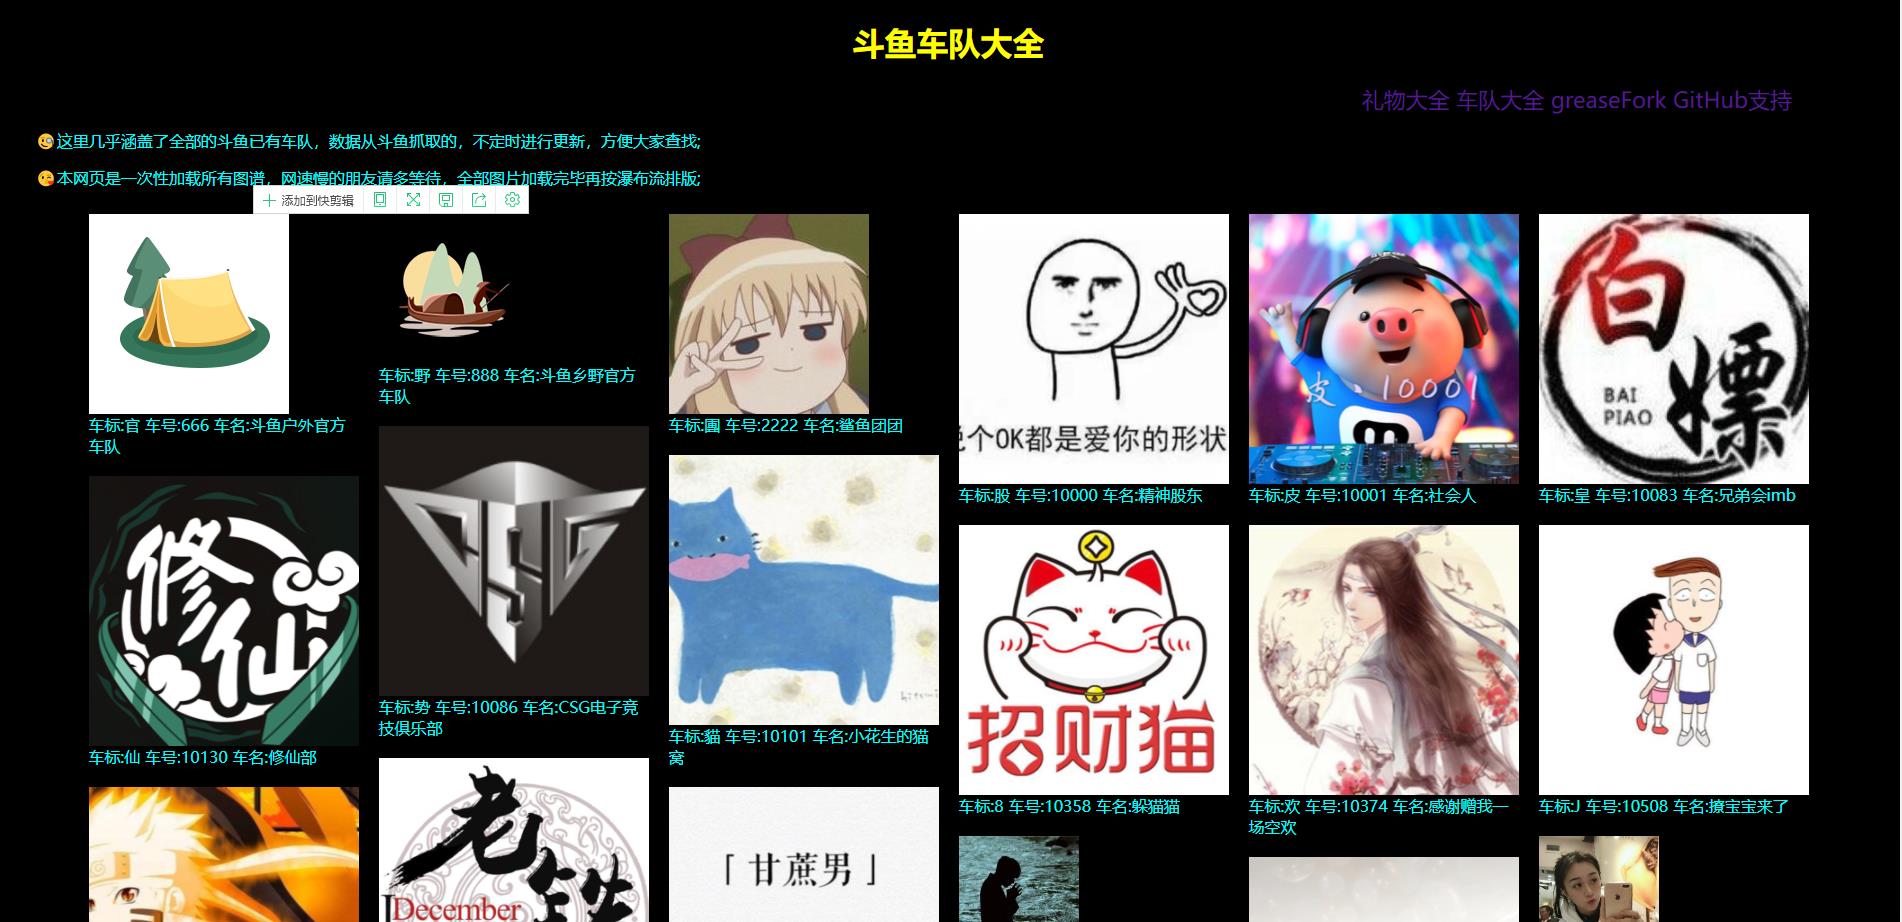 斗鱼车队大全
礼物大全 车队大全 greaseFork GitHub支持
这里几乎涵盖了全部的斗鱼已有车队，数据从斗鱼抓取的，不定时进行更新，方便大家查找;
本网页是一次性加载所有图谱，网速慢的朋友请多等待，全部图片加载完毕再按瀑布流排版;
添加到快剪辑
车标:官 车号:666 车名:斗鱼户外官方
车队
修仙
车标:仙 车号:10130 车名:修仙部
车标:野 车号:888 车名:斗鱼乡野官方
车队
CSG
车标:势 车号:10086 车名:CSG电子竞
技俱乐部
老铁
December
车标:圑 车号:2222 车名:鲨鱼团团
车标:貓 车号:10101 车名:小花生的猫
窝
「 甘蔗男 」
个OK都是爱你的形状
车标:股 车号:10000 车名:精神股东
招财猫
车标:8 车号:10358 车名:躲猫猫
皮 10001
车标:皮 车号:10001 车名:社会人
车标:欢 车号:10374 车名:感谢赠我一
场空欢
白嫖
BAI
PIAO
车标:皇 车号:10083 车名:兄弟会imb
车标:J 车号:10508 车名:撩宝宝来了